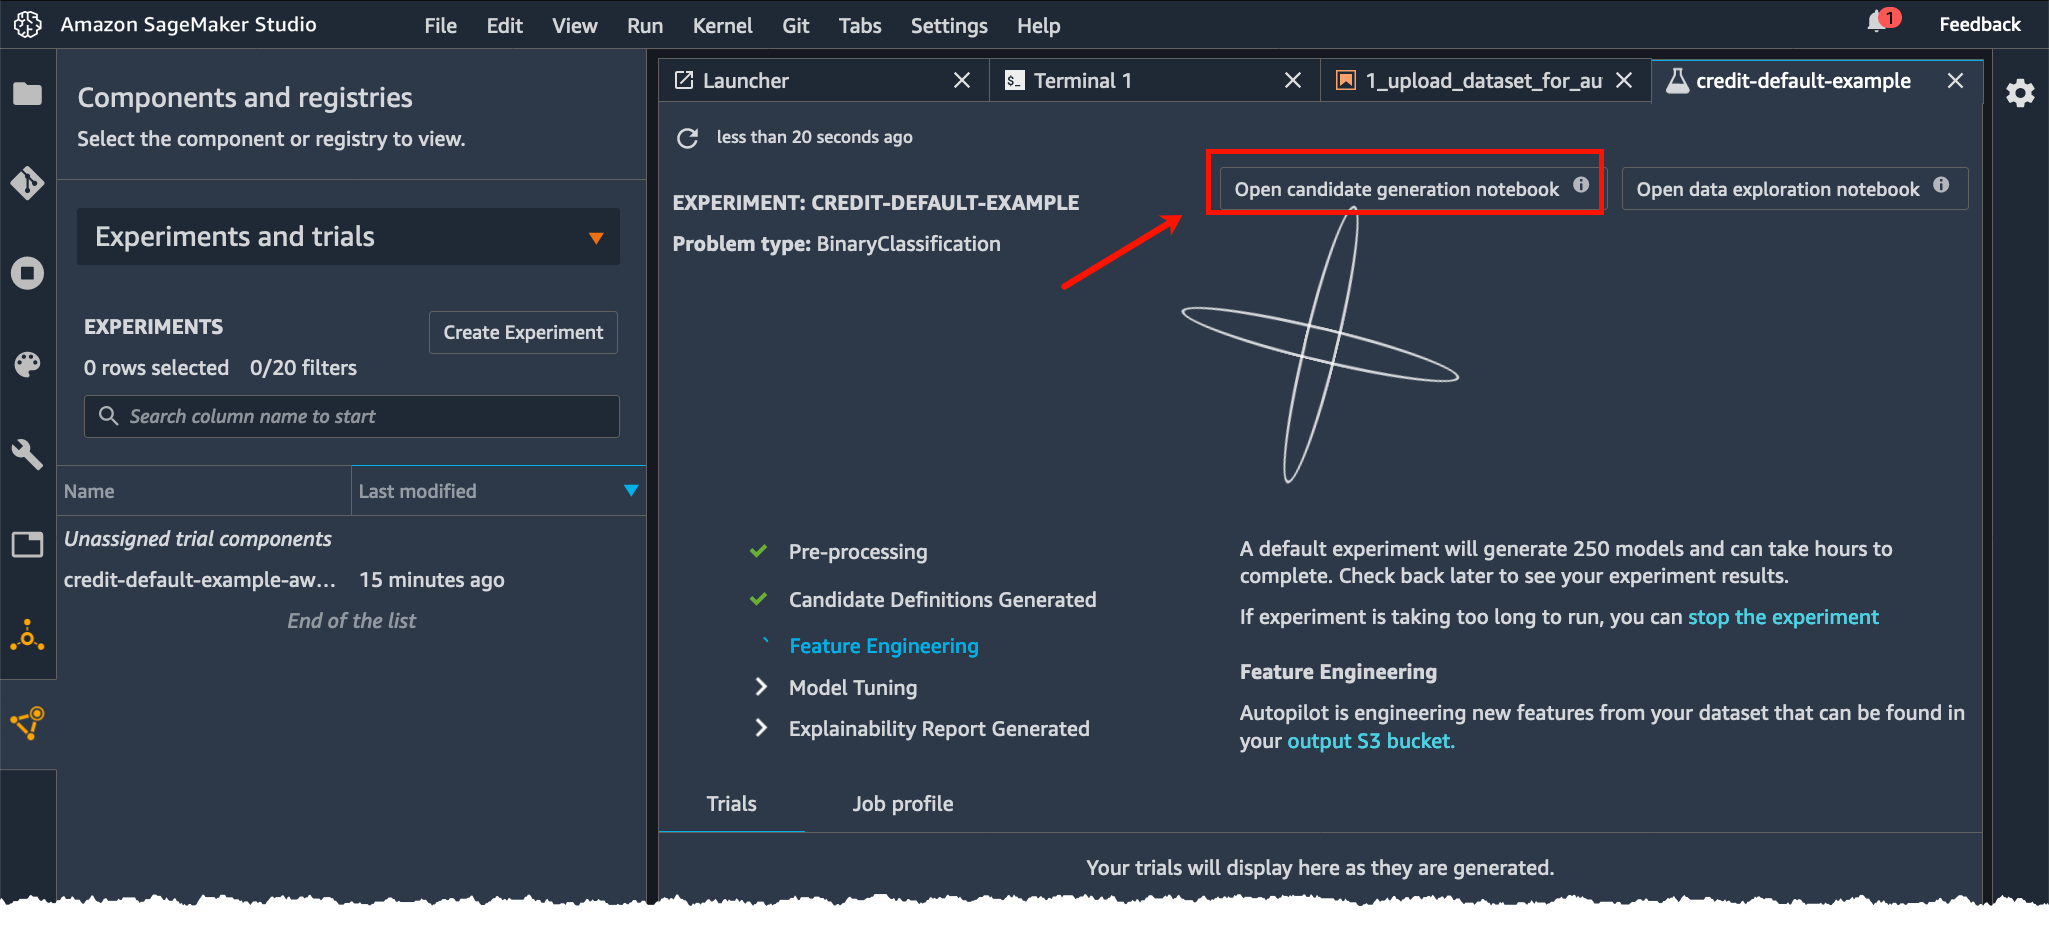 Amazon SageMaker Studio File Edit View Run Kernel Git Tabs Settings Help 1 Feedback
Components and registries
Select the component or registry to view.
Experiments and trials
EXPERIMENTS
Create Experiment
0 rows selected 0/20 filters
Search column name to start
Name Last modified
Unassigned trial components
credit-default-example-aw... 15 minutes ago
End of the list
Launcher $_ Terminal 1 1_upload_dataset_for_au credit-default-example
less than 20 seconds ago
Open candidate generation notebook Open data exploration notebook
EXPERIMENT: CREDIT-DEFAULT-EXAMPLE
Problem type: BinaryClassification
Pre-processing
Candidate Definitions Generated
Feature Engineering
Model Tuning
Explainability Report Generated
A default experiment will generate 250 models and can take hours to
complete. Check back later to see your experiment results.
If experiment is taking too long to run, you can stop the experiment
Feature Engineering
Autopilot is engineering new features from your dataset that can be found in
your output S3 bucket.
Trials Job profile
Your trials will display here as they are generated.